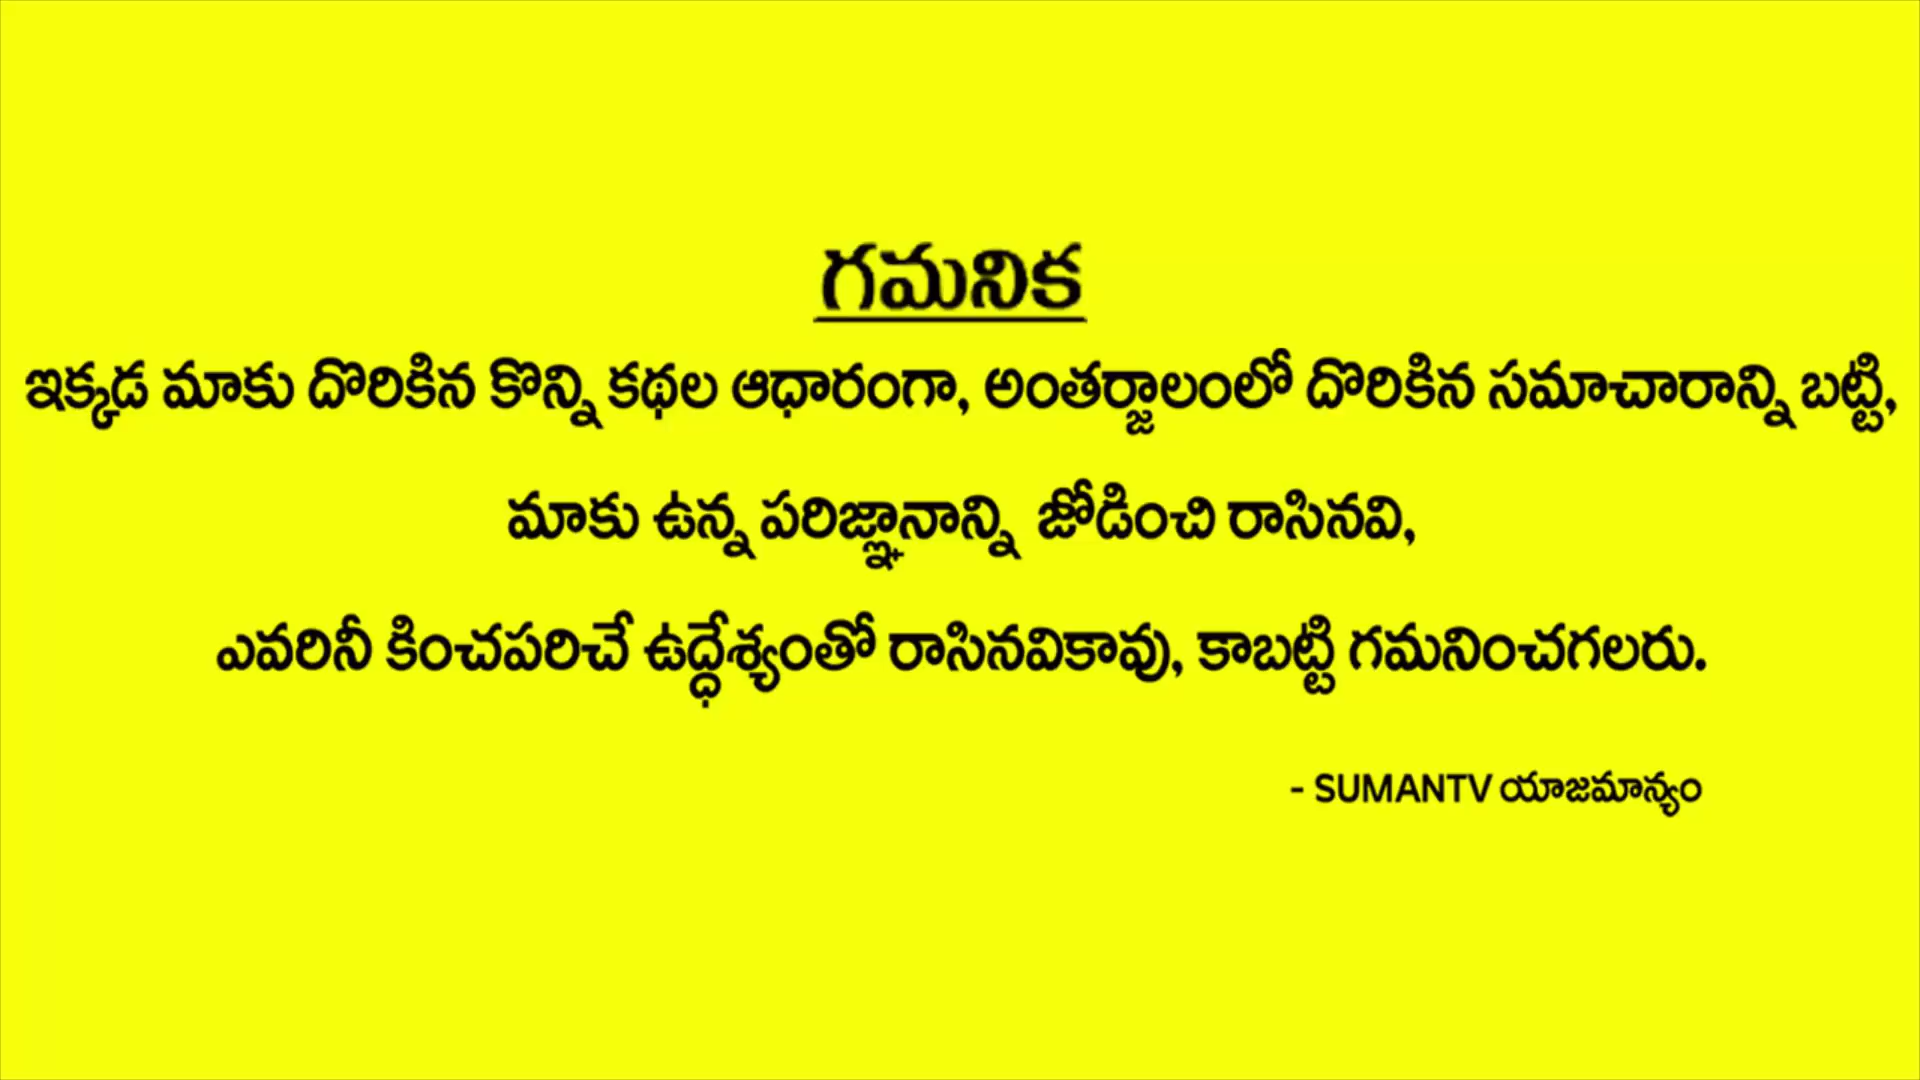 గమనిక
ఇక్కడ మాకు దొరికిన కొన్ని కథల ఆధారంగా, అంతర్జాలంలో దొరికిన సమాచారాన్ని బట్టి,
మాకు ఉన్న పరిజ్ఞానాన్ని జోడించి రాసినవి,
ఎవరినీ కించపరిచే ఉద్ధేశ్యంతో రాసినవికావు, కాబట్టి గమనించగలరు.
- SUMANTV యాజమాన్యం